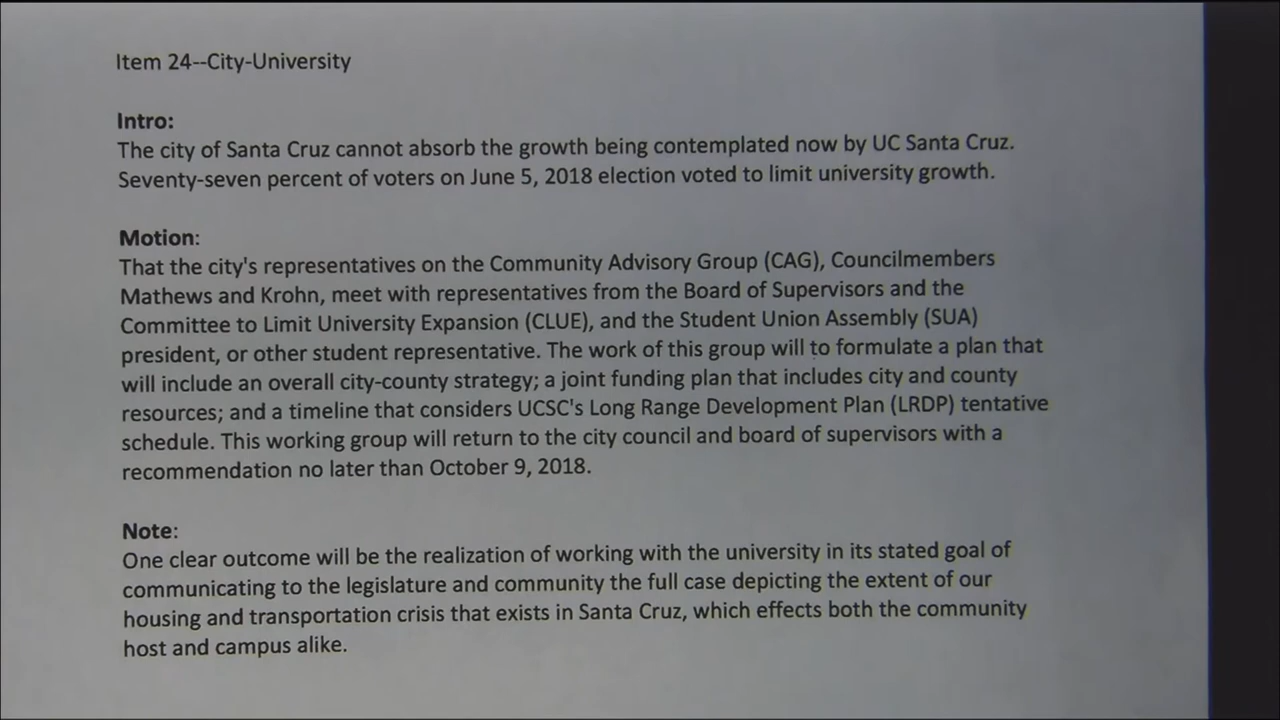 Item 24--City-University
Intro:
The city of Santa Cruz cannot absorb the growth being contemplated now by UC Santa Cruz.
Seventy-seven percent of voters on June 5, 2018 election voted to limit university growth.
Motion:
That the city's representatives on the Community Advisory Group (CAG), Councilmembers
Mathews and Krohn, meet with representatives from the Board of Supervisors and the
Committee to Limit University Expansion (CLUE), and the Student Union Assembly (SUA)
president, or other student representative. The work of this group will to formulate a plan that
will include an overall city-county strategy; a joint funding plan that includes city and county
resources; and a timeline that considers UCSC's Long Range Development Plan (LRDP) tentative
schedule. This working group will return to the city council and board of supervisors with a
recommendation no later than October 9, 2018.
Note:
One clear outcome will be the realization of working with the university in its stated goal of
communicating to the legislature and community the full case depicting the extent of our
housing and transportation crisis that exists in Santa Cruz, which effects both the community
host and campus alike.